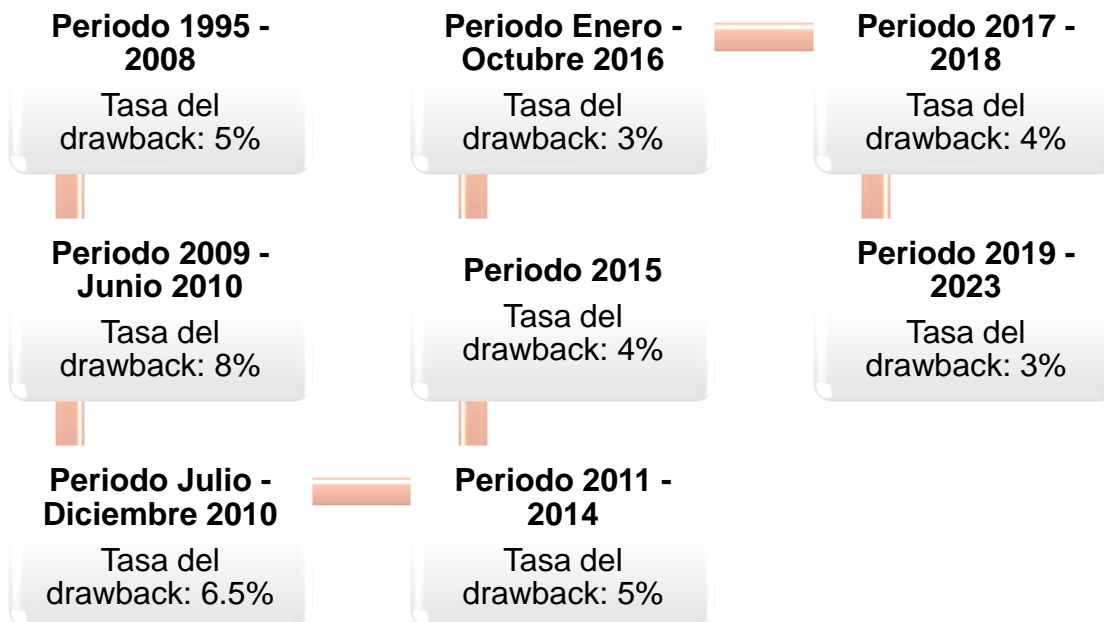 Periodo 1995 -
2008
Tasa del
drawback: 5%
Periodo 2009 -
Junio 2010
Tasa del
drawback: 8%
Periodo Julio -
Diciembre 2010
Tasa del
drawback: 6.5%
Periodo 2011 -
2014
Tasa del
drawback: 5%
Periodo 2015
Tasa del
drawback: 4%
Periodo Enero -
Octubre 2016
Tasa del
drawback: 3%
Periodo 2017 -
2018
Tasa del
drawback: 4%
Periodo 2019 -
2023
Tasa del
drawback: 3%